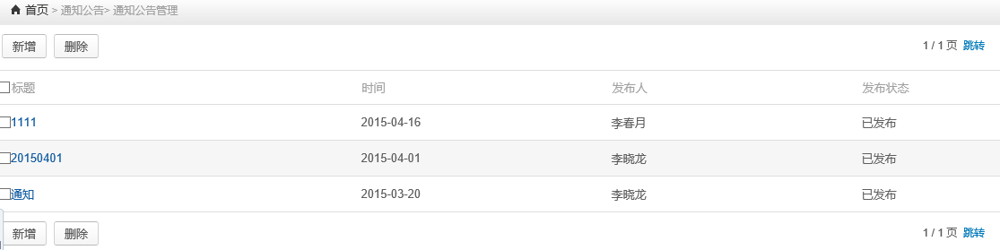 首页 > 通知公告> 通知公告管理
新增 删除 1 / 1 页 跳转
标题 时间 发布人 发布状态
1111 2015-04-16 李春月 已发布
20150401 2015-04-01 李晓龙 已发布
通知 2015-03-20 李晓龙 已发布
新增 删除 1 / 1 页 跳转